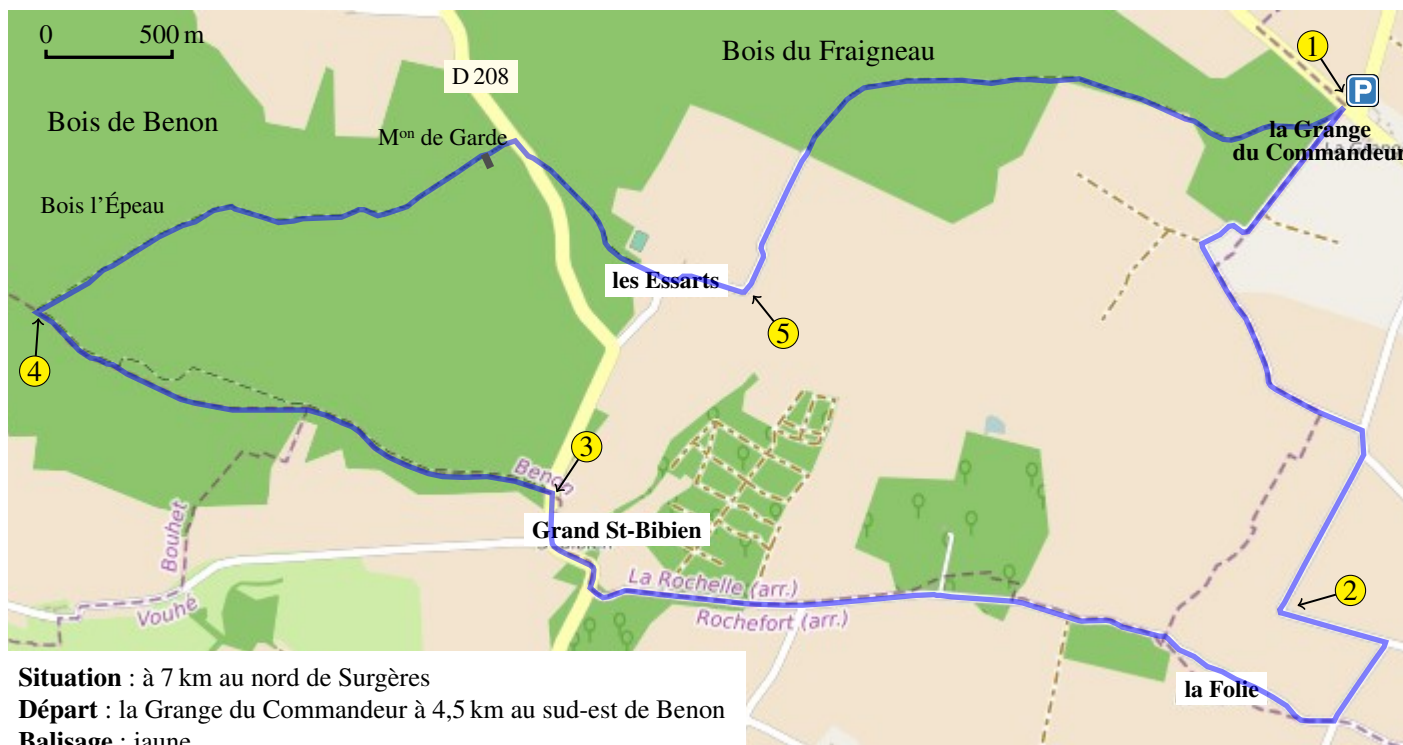 0 500 m
Bois du Fraigneau
1
P
D 208
Bois de Benon
Mon de Garde
la Grange
du Commandeur
Bois l’Épeau
les Essarts
5
4
3
Benon
Grand St-Bibien
Bouhet
Vouhé
La Rochelle (arr.)
Rochefort (arr.)
2
la Folie
Situation : à 7 km au nord de Surgères
Départ : la Grange du Commandeur à 4,5 km au sud-est de Benon
Balisage : jaune